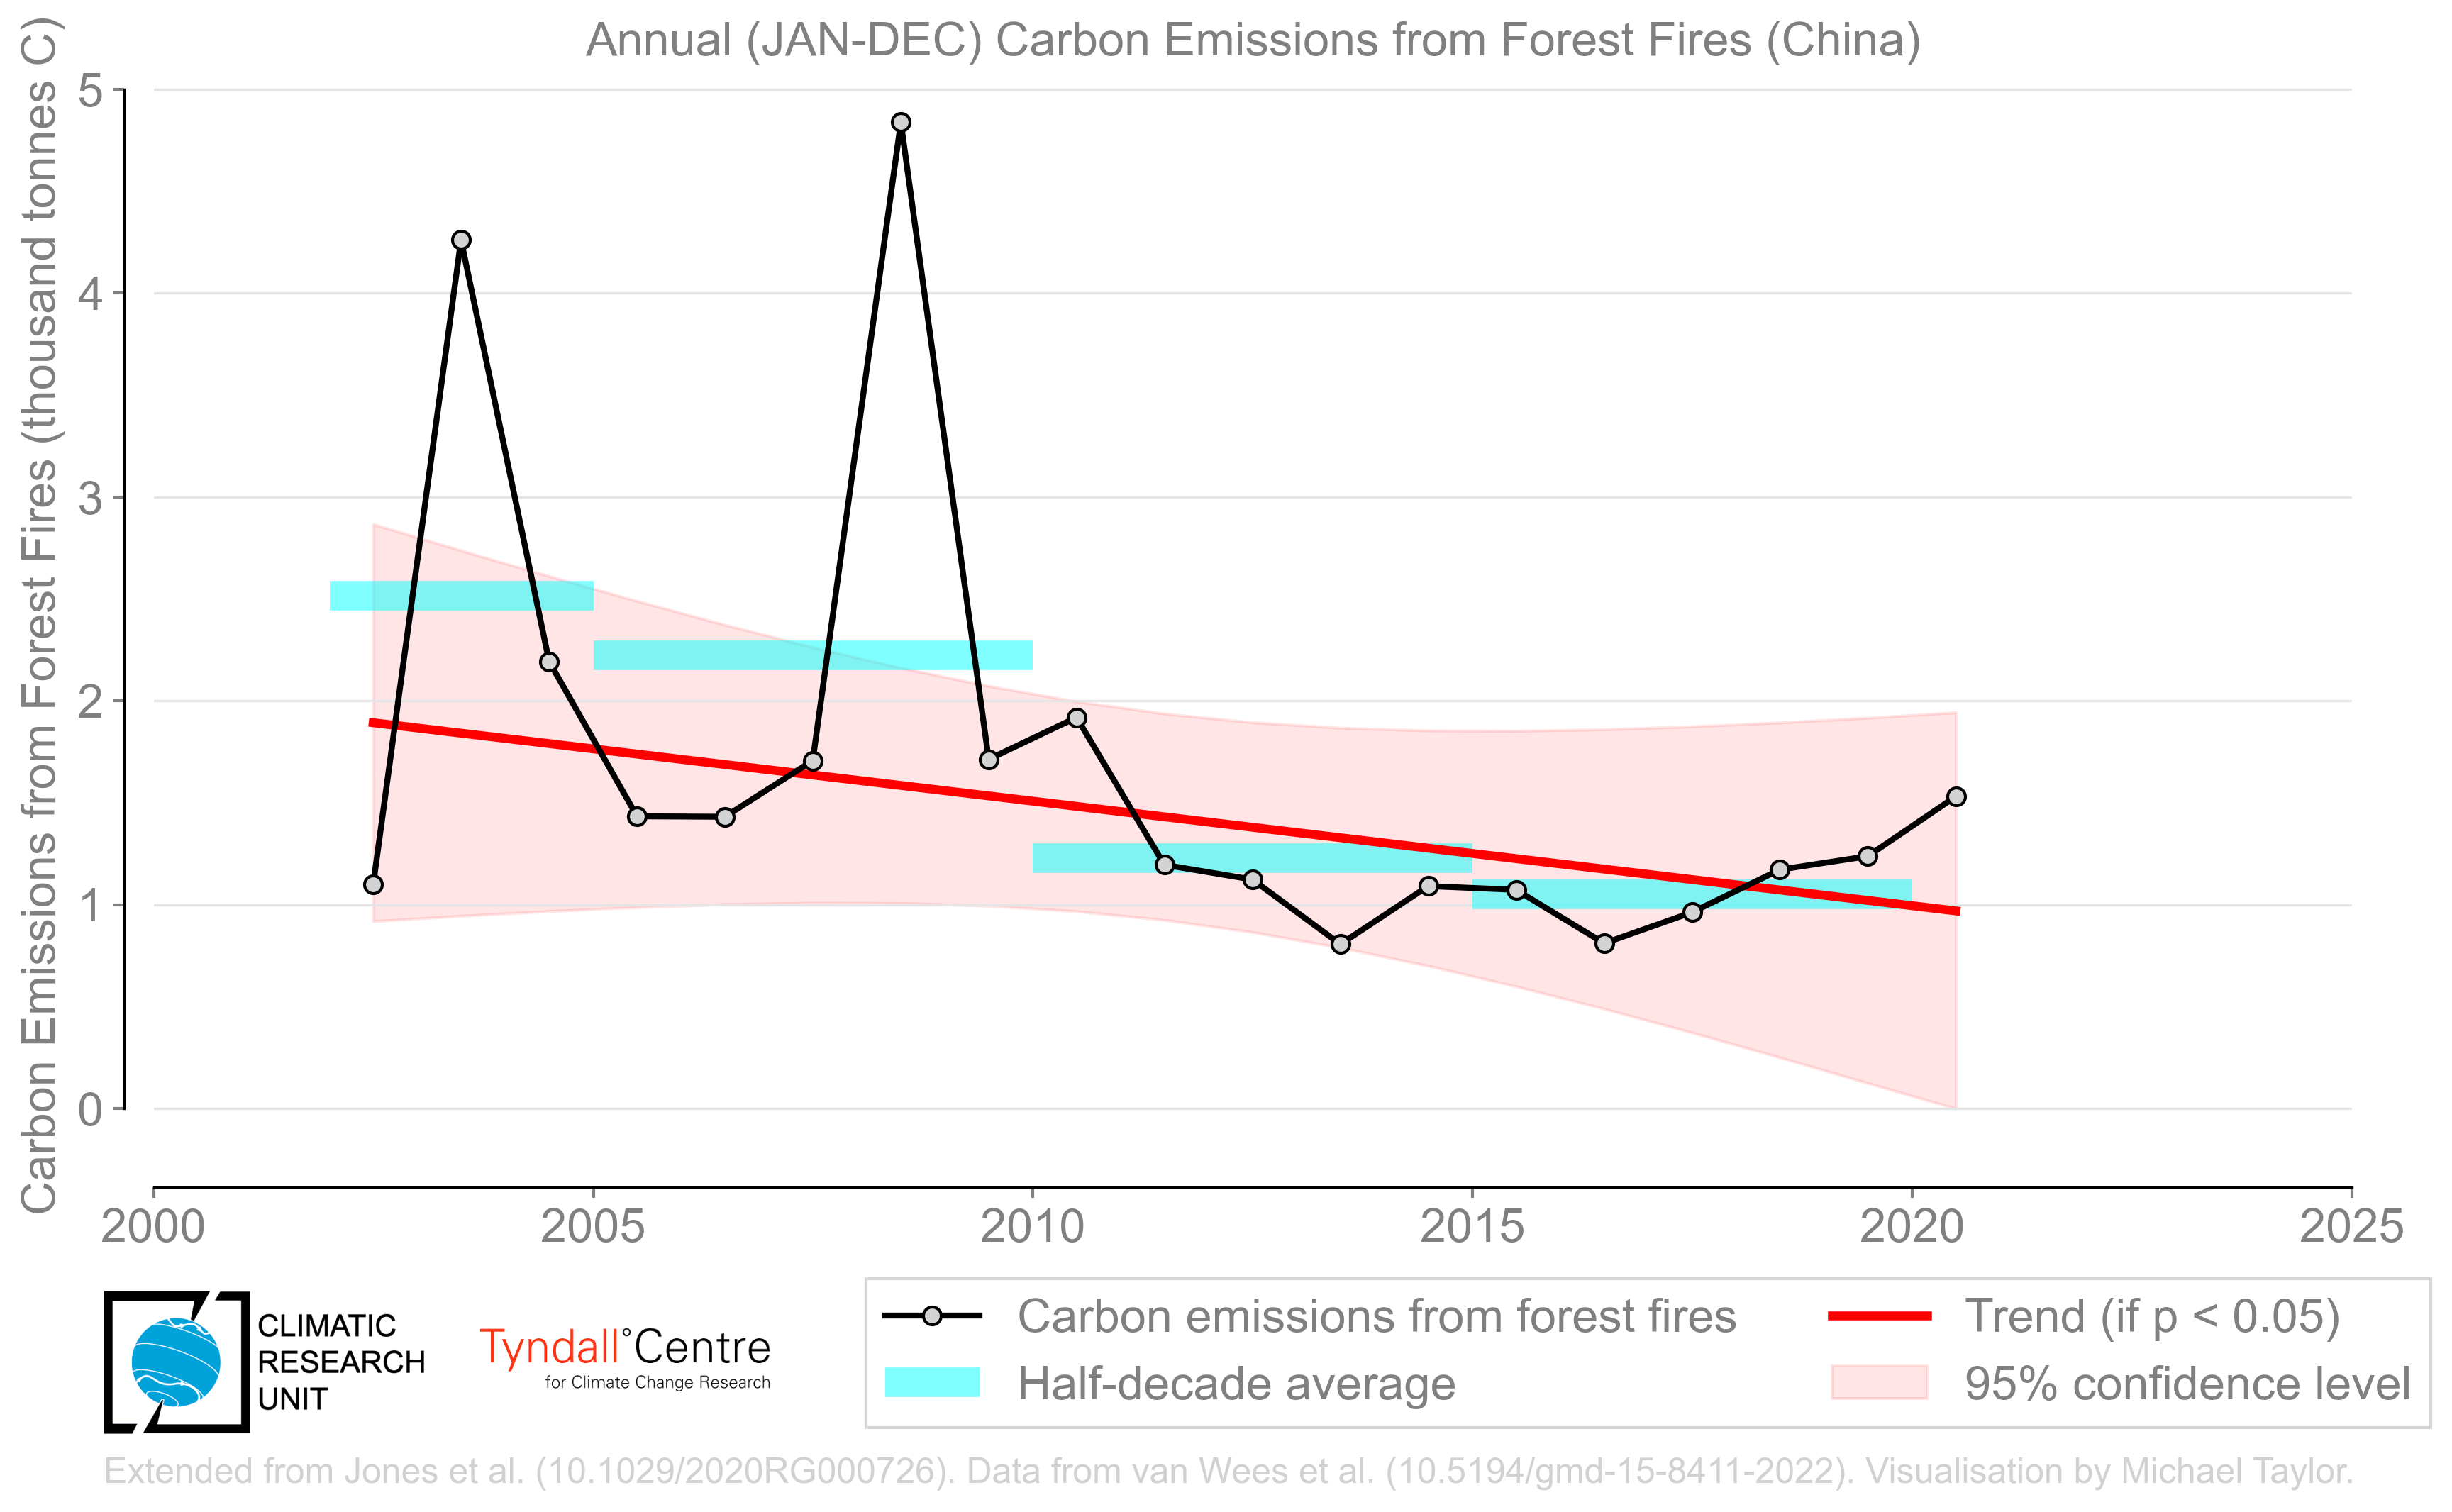 Annual (JAN-DEC) Carbon Emissions from Forest Fires (China)
Carbon Emissions from Forest Fires (thousand tonnes C)
5
4
3
2
1
0
2000 2005 2010 2015 2020 2025
CLIMATIC
RESEARCH
UNIT
Tyndall°Centre
for Climate Change Research
Carbon emissions from forest fires
Half-decade average
Trend (if p < 0.05)
95% confidence level
Extended from Jones et al. (10.1029/2020RG000726). Data from van Wees et al. (10.5194/gmd-15-8411-2022). Visualisation by Michael Taylor.